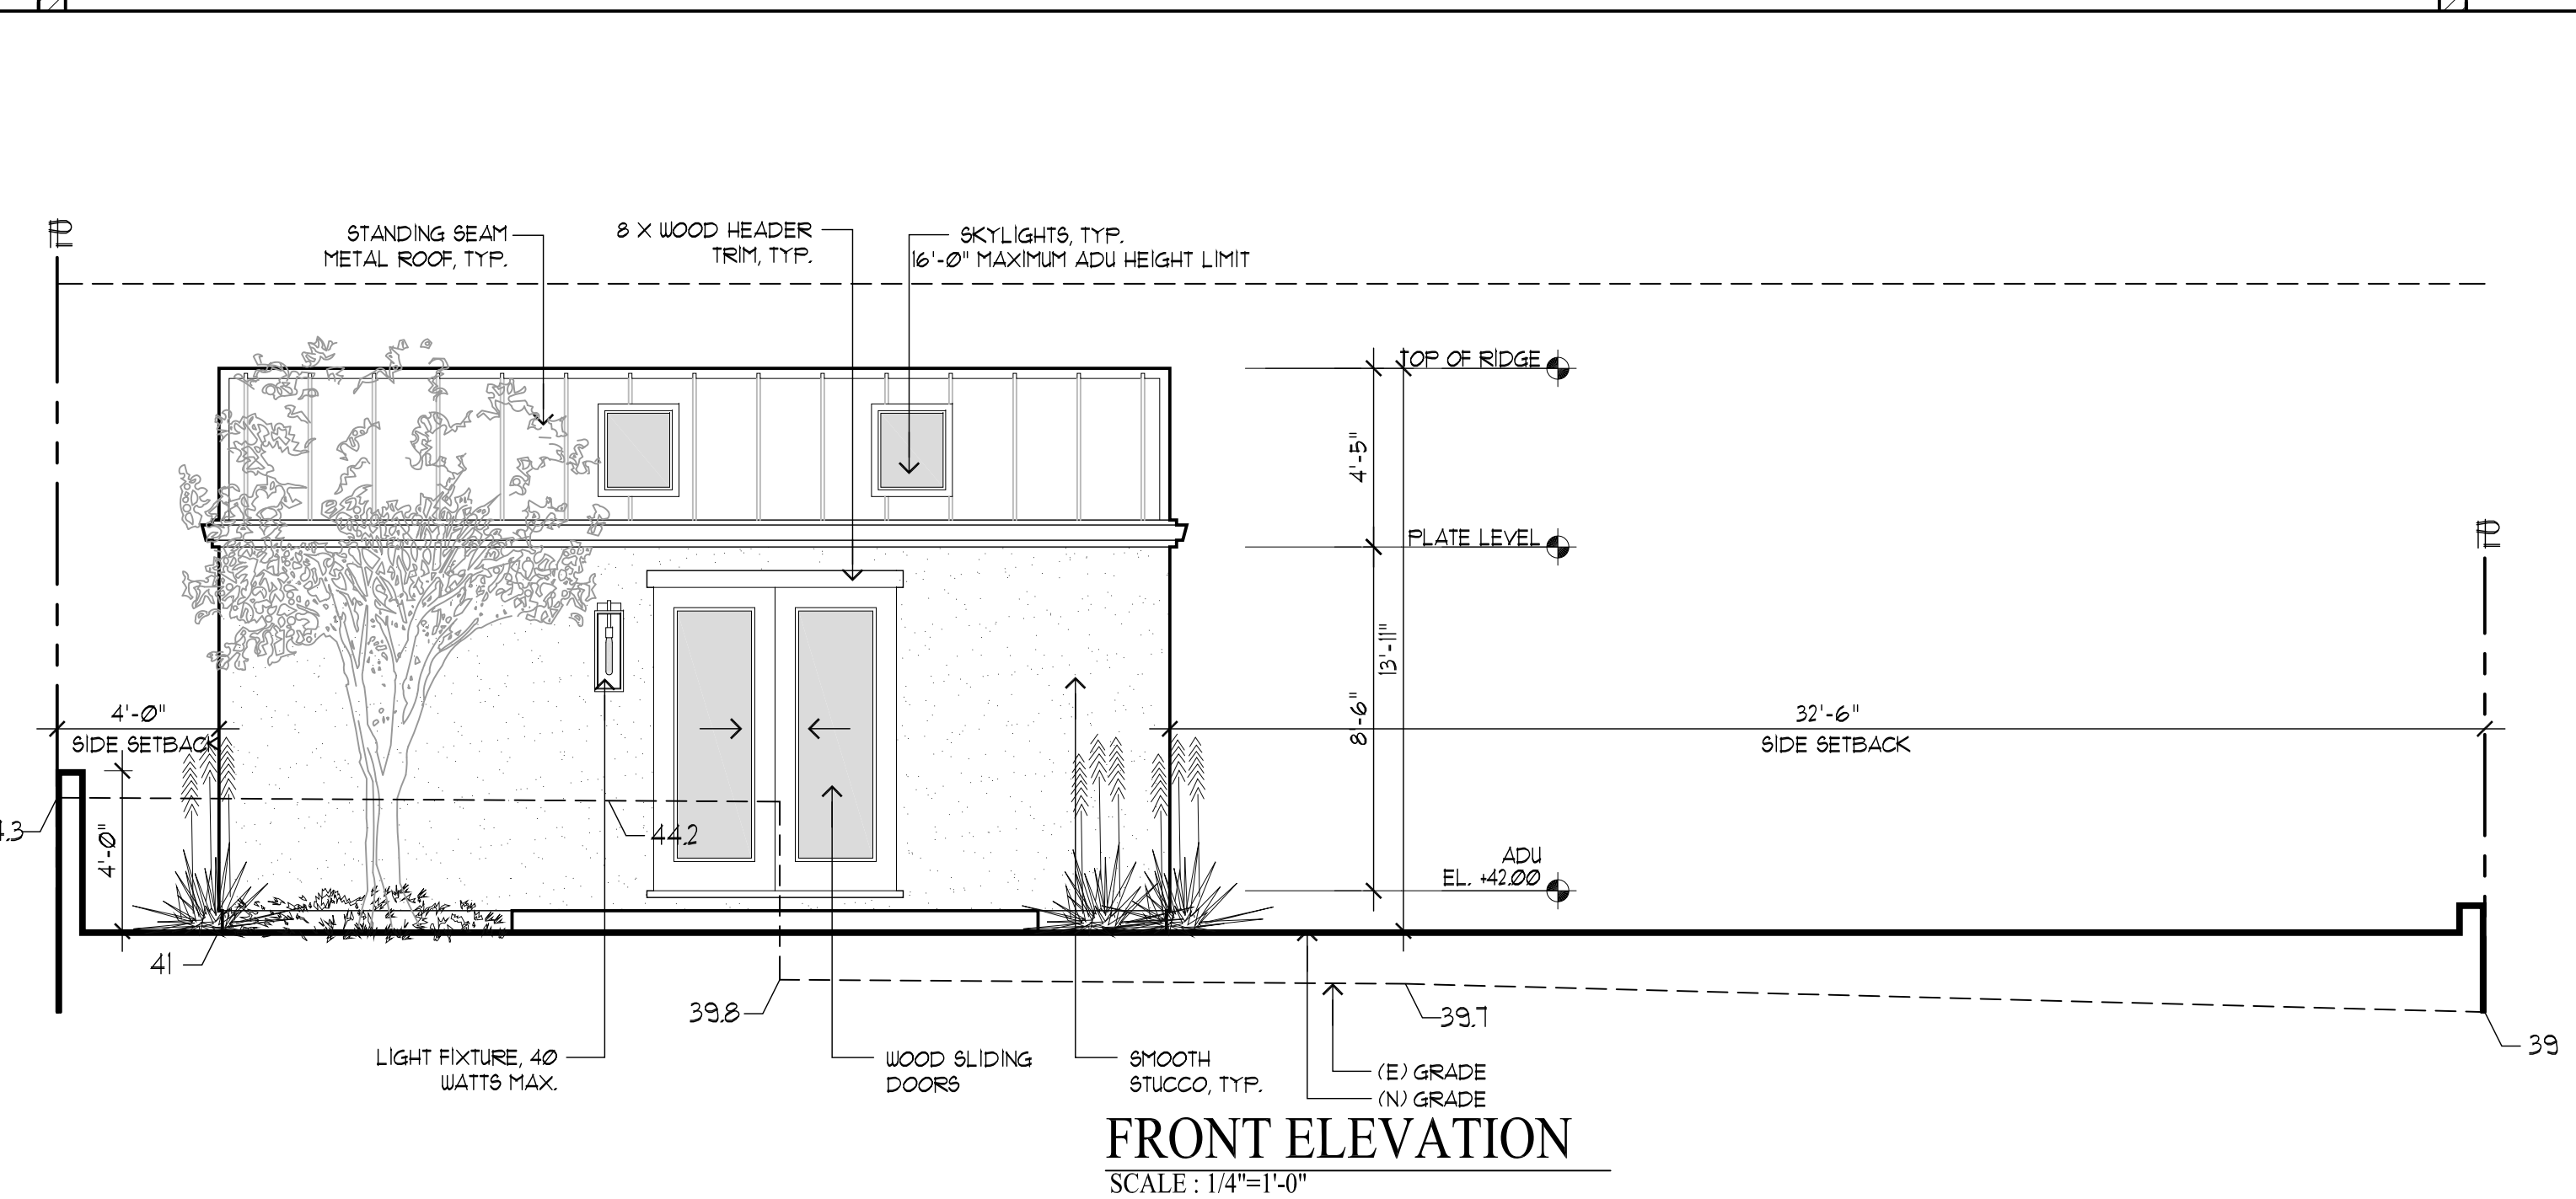 STANDING SEAM
METAL ROOF, TYP.
8 X WOOD HEADER
TRIM, TYP.
SKYLIGHTS, TYP.
16'-0" MAXIMUM ADU HEIGHT LIMIT
TOP OF RIDGE
4'-5"
PLATE LEVEL
13'-11"
8'-6"
4'-0"
SIDE SETBACK
32'-6"
SIDE SETBACK
4'-0"
44.2
ADU
EL. +42.00
41
39.8
39.7
39
LIGHT FIXTURE, 40
WATTS MAX.
WOOD SLIDING
DOORS
SMOOTH
STUCCO, TYP.
(E) GRADE
(N) GRADE
FRONT ELEVATION
SCALE : 1/4"=1'-0"